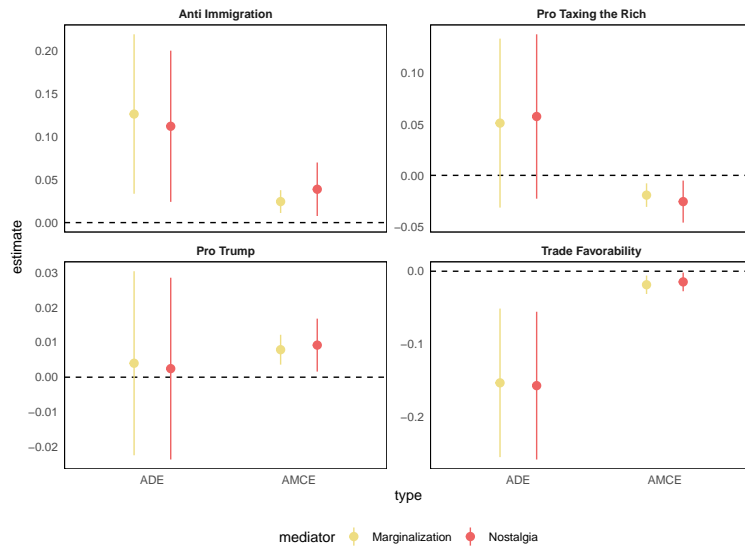 Anti Immigration
Pro Taxing the Rich
0.20
0.15
0.10
0.05
0.00
0.10
0.05
0.00
−0.05
estimate
Pro Trump
Trade Favorability
0.03
0.02
0.01
0.00
−0.01
−0.02
0.0
−0.1
−0.2
ADE
AMCE
ADE
AMCE
type
mediator Marginalization Nostalgia